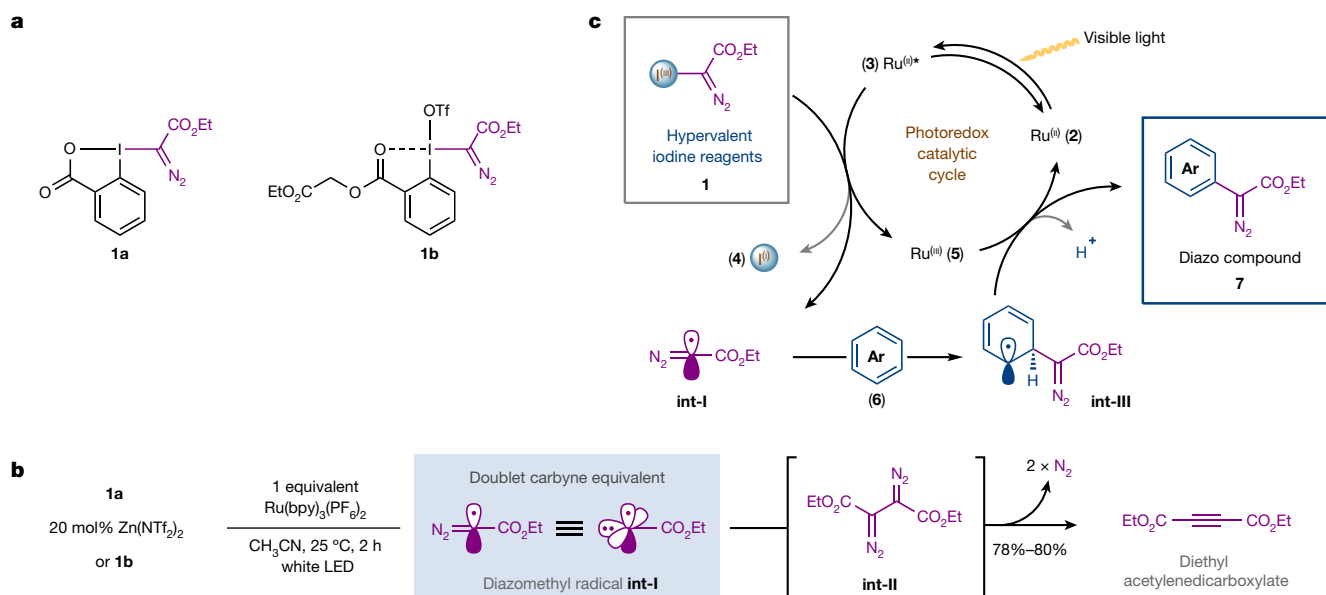 a
CO₂Et
O
I
N₂
O
1a
OTf
CO₂Et
O
I
N₂
EtO
O
O
1b
c
I(III)
CO₂Et
N₂
Hypervalent
iodine reagents
1
(3) Ru(II)*
Visible light
Ru(II) (2)
Photoredox
catalytic
cycle
(4) I(I)
Ru(III) (5)
H⁺
Ar
CO₂Et
N₂
Diazo compound
7
N₂
CO₂Et
int-I
Ar
(6)
CO₂Et
H
N₂
int-III
b
1a
20 mol% Zn(NTf₂)₂
or 1b
1 equivalent
Ru(bpy)₃(PF₆)₂
CH₃CN, 25 ºC, 2 h
white LED
Doublet carbyne equivalent
N₂
CO₂Et
CO₂Et
Diazomethyl radical int-I
N₂
EtO₂C
CO₂Et
N₂
int-II
2 × N₂
78%–80%
EtO₂C
CO₂Et
Diethyl
acetylenedicarboxylate